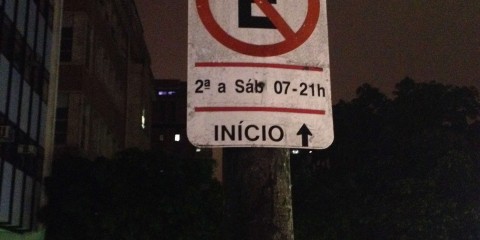 E
2ª a Sáb 07-21h
INÍCIO ↑